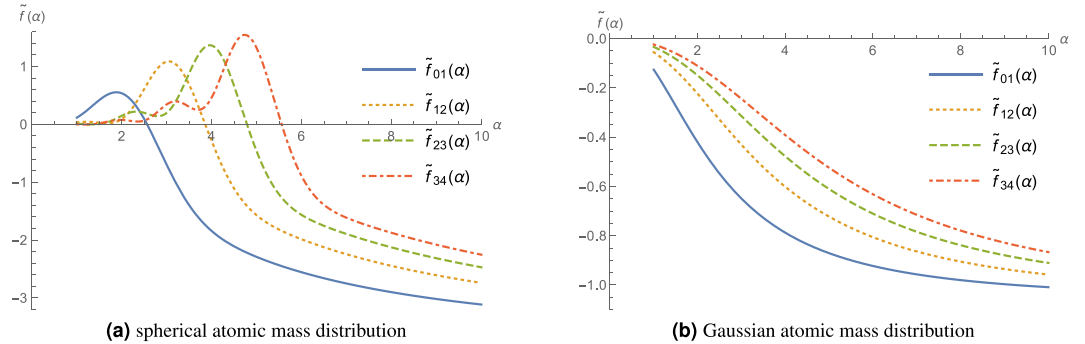 f̃(α)
1
0
-1
-2
-3
2
4
6
8
10
α
f̃01(α)
f̃12(α)
f̃23(α)
f̃34(α)
(a) spherical atomic mass distribution
f̃(α)
0.0
-0.2
-0.4
-0.6
-0.8
-1.0
2
4
6
8
10
α
f̃01(α)
f̃12(α)
f̃23(α)
f̃34(α)
(b) Gaussian atomic mass distribution